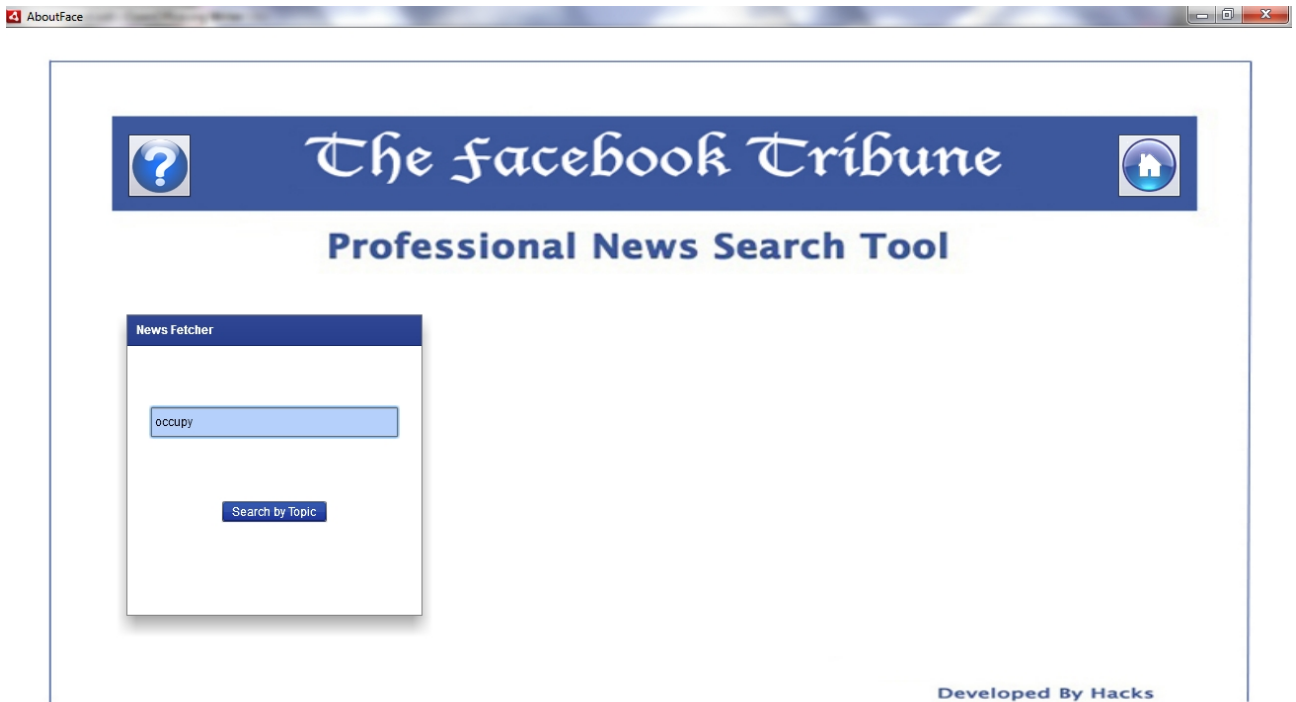 AboutFace
The Facebook Tribune
Professional News Search Tool
News Fetcher
occupy
Search by Topic
Developed By Hacks